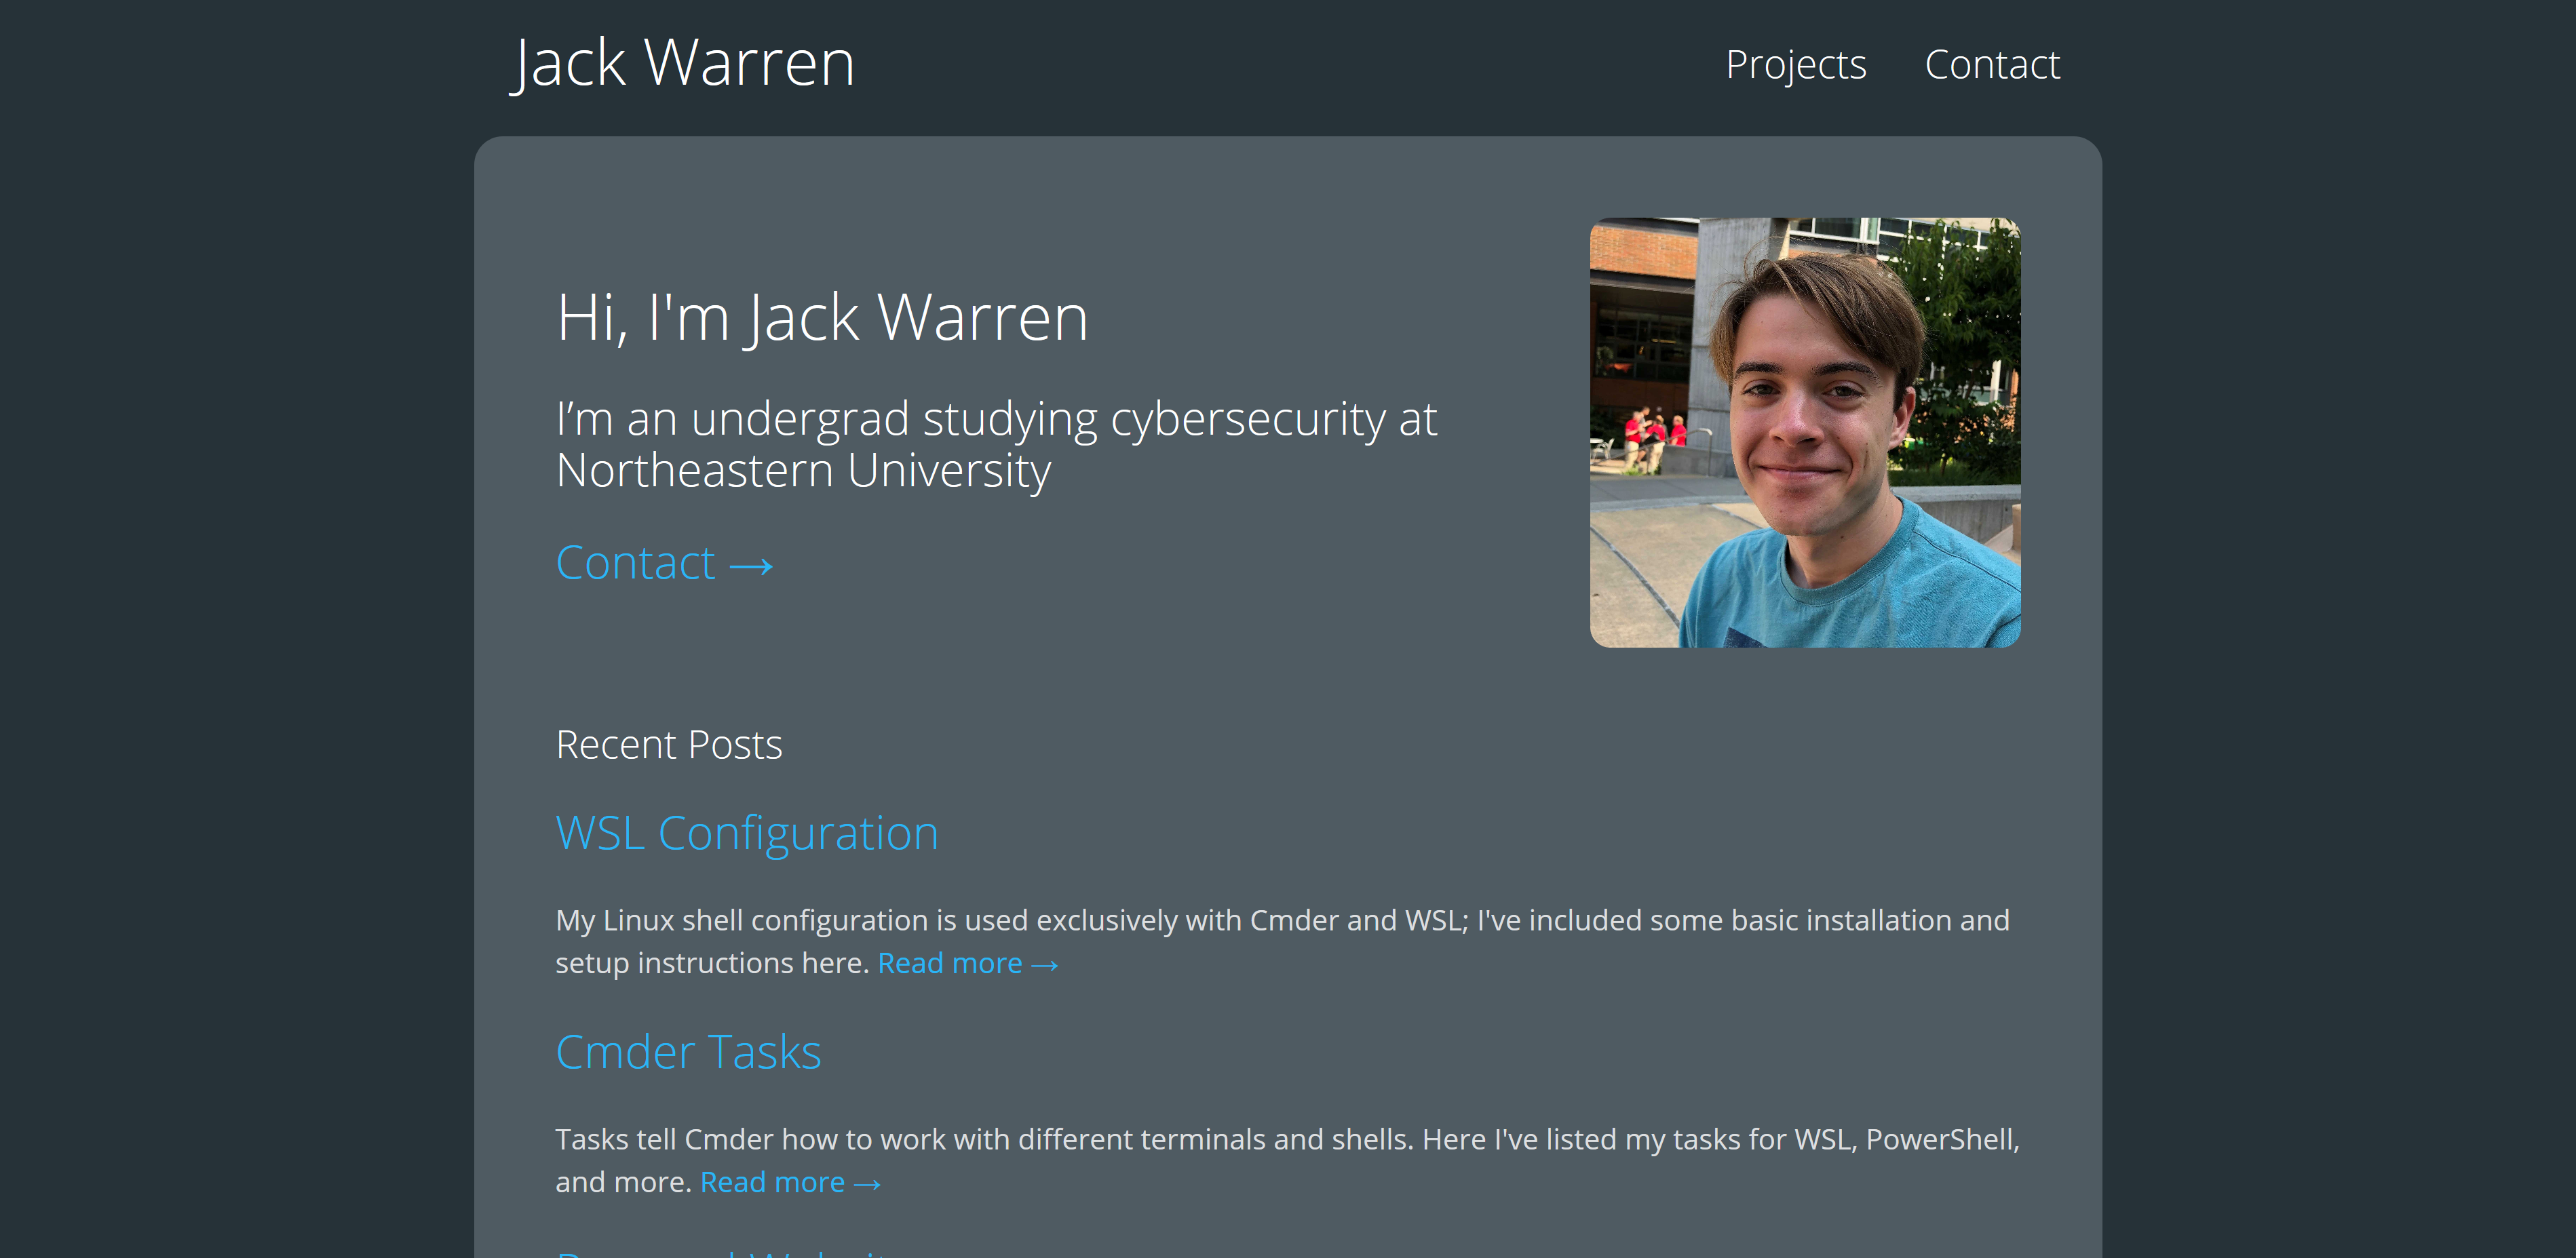 Jack Warren
Projects Contact
Hi, I'm Jack Warren
I’m an undergrad studying cybersecurity at
Northeastern University
Contact →
Recent Posts
WSL Configuration
My Linux shell configuration is used exclusively with Cmder and WSL; I've included some basic installation and
setup instructions here. Read more →
Cmder Tasks
Tasks tell Cmder how to work with different terminals and shells. Here I've listed my tasks for WSL, PowerShell,
and more. Read more →